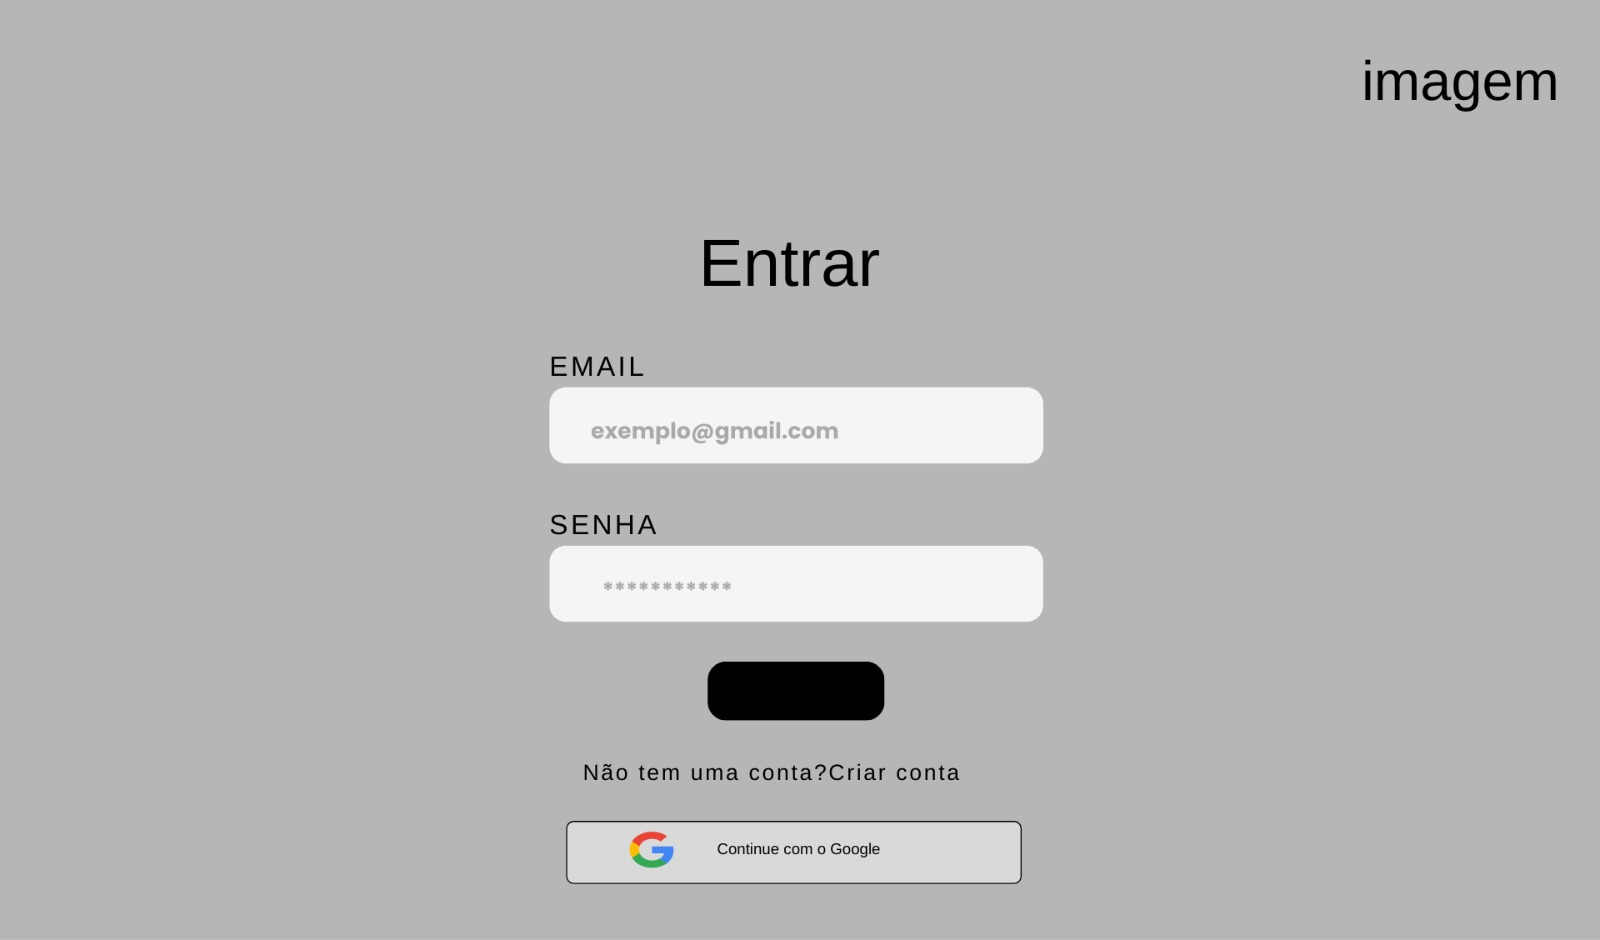 imagem
Entrar
EMAIL
exemplo@gmail.com
SENHA
***********
Não tem uma conta?Criar conta
Continue com o Google